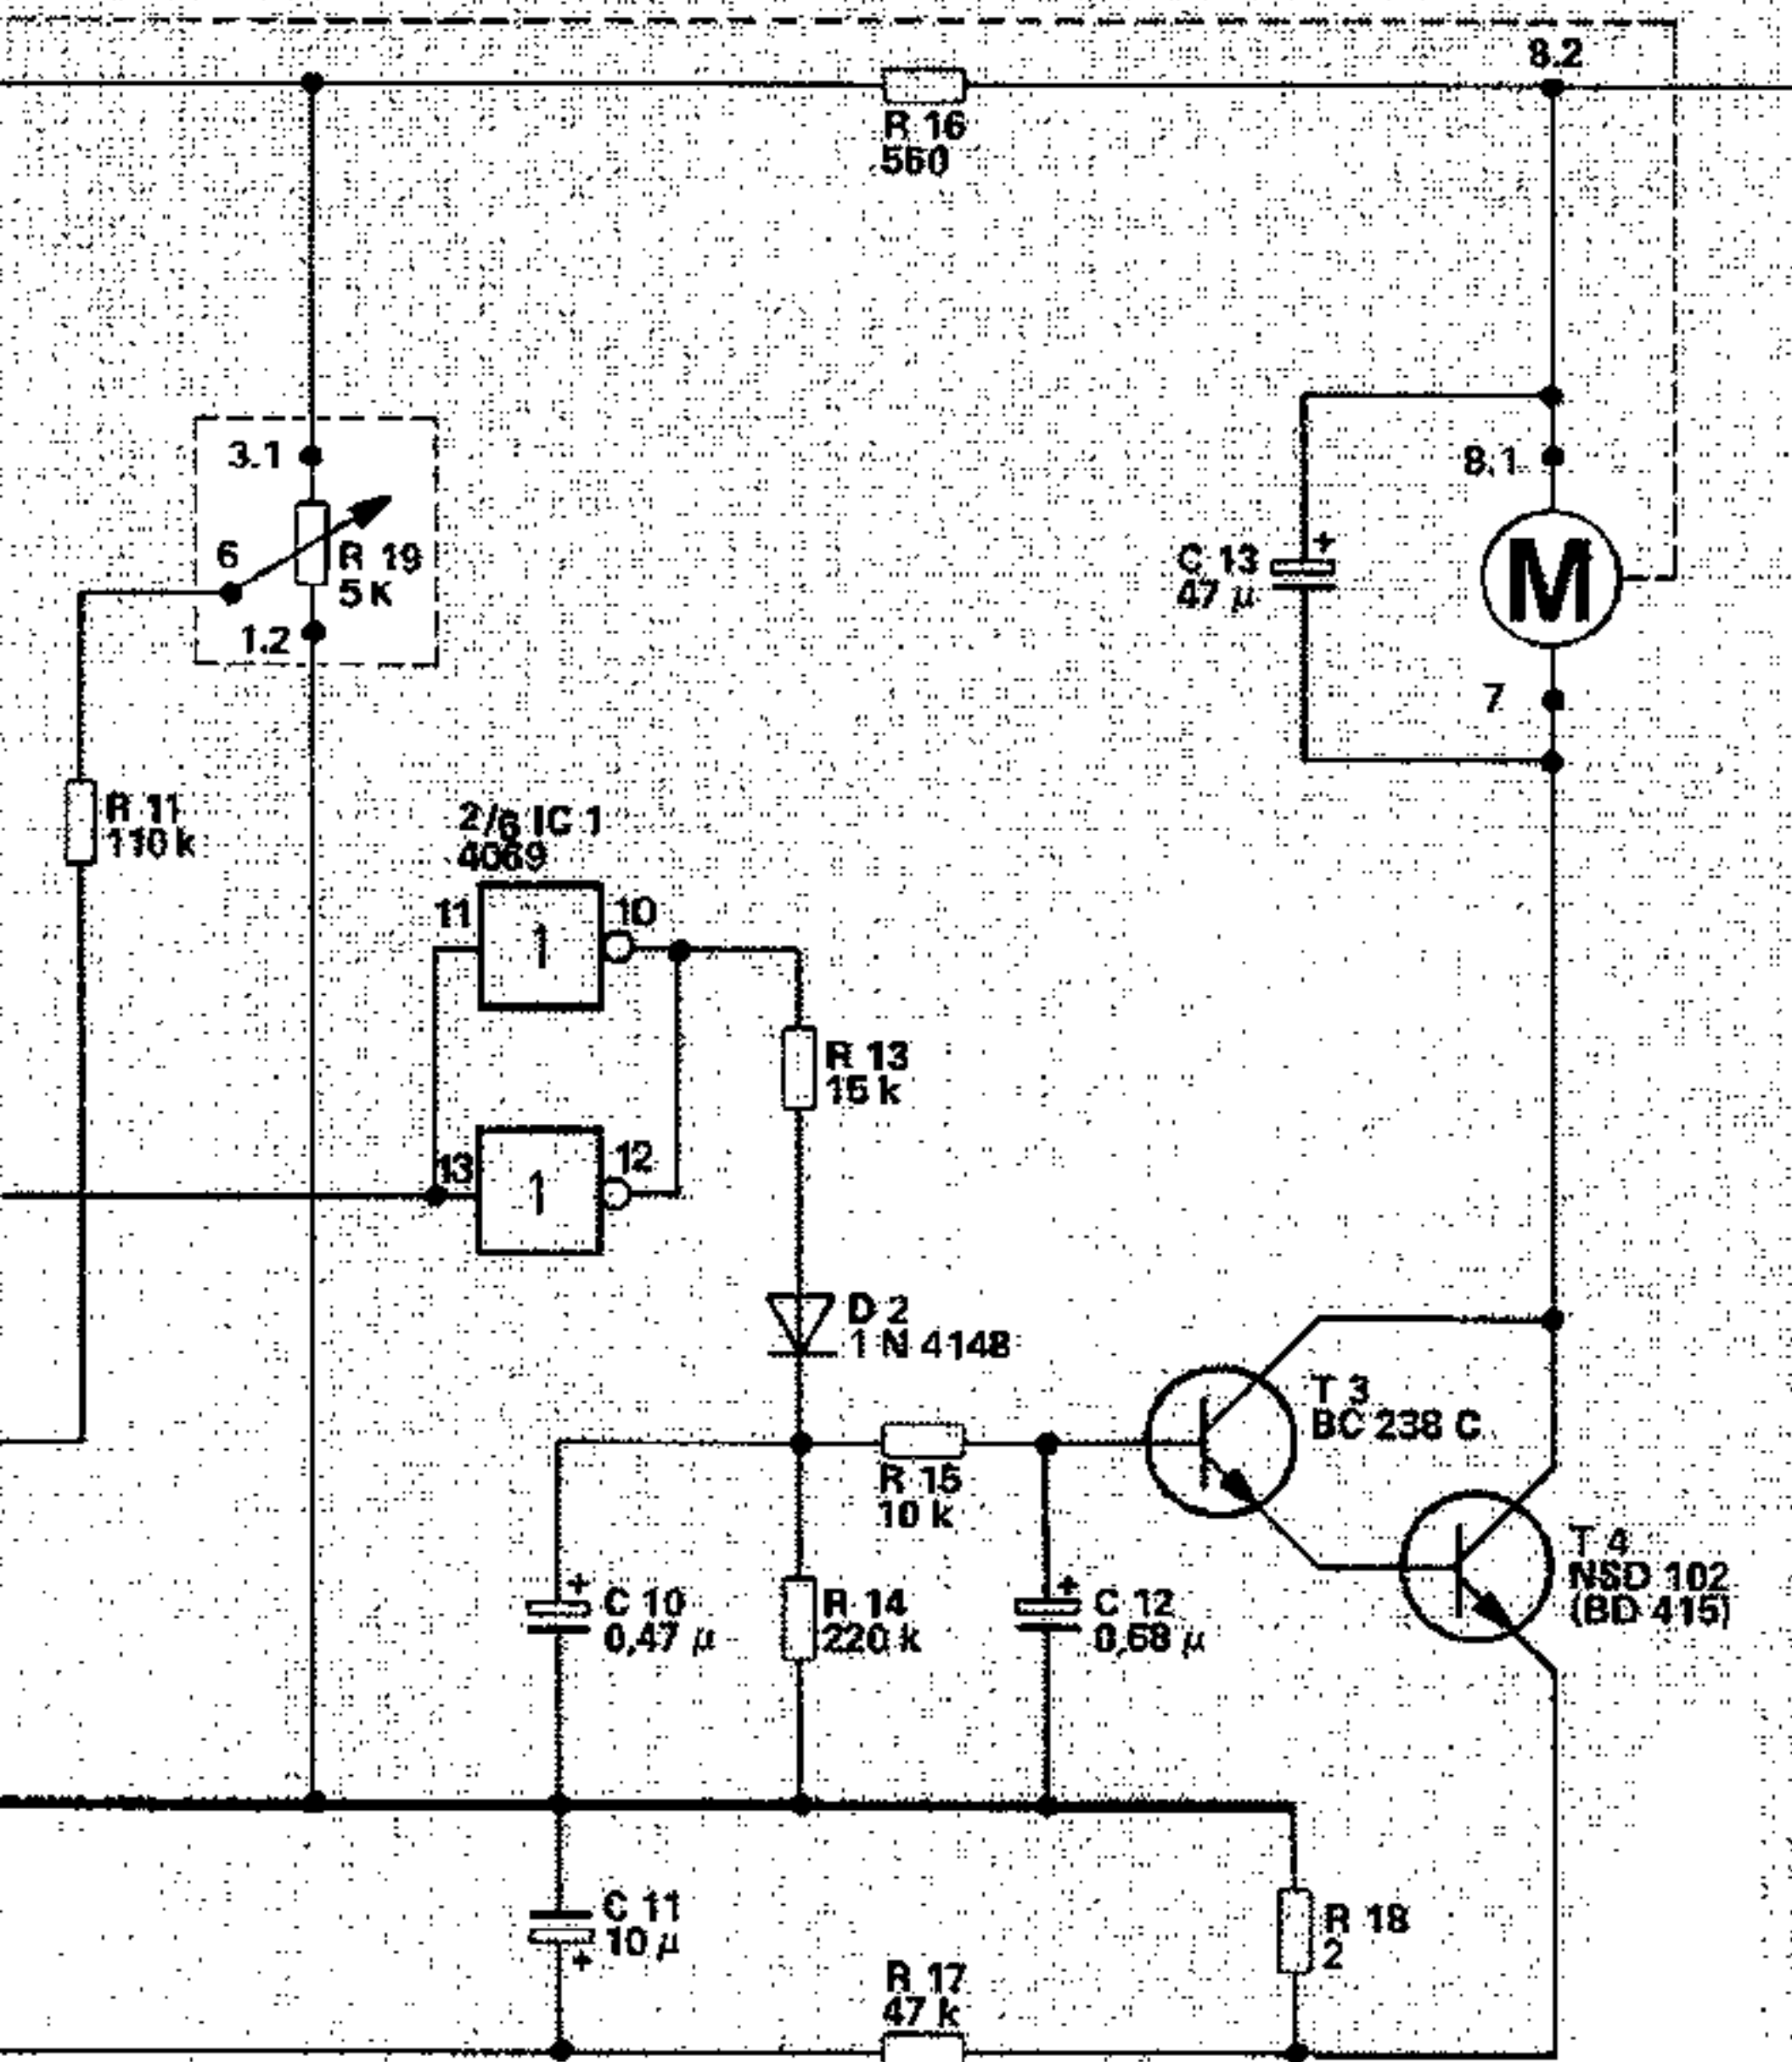 8.2
R 16
560
3.1
6
R 19
5 K
1.2
8.1
+
C 13
47 µ
M
7
R 11
110 k
2/6 IC 1
4069
11
1
10
R 13
15 k
13
1
12
D 2
1 N 4148
T 3
BC 238 C
R 15
10 k
T 4
NSD 102
(BD 415)
+
C 10
0,47 µ
R 14
220 k
+
C 12
0,68 µ
C 11
10 µ
+
R 18
2
R 17
47 k